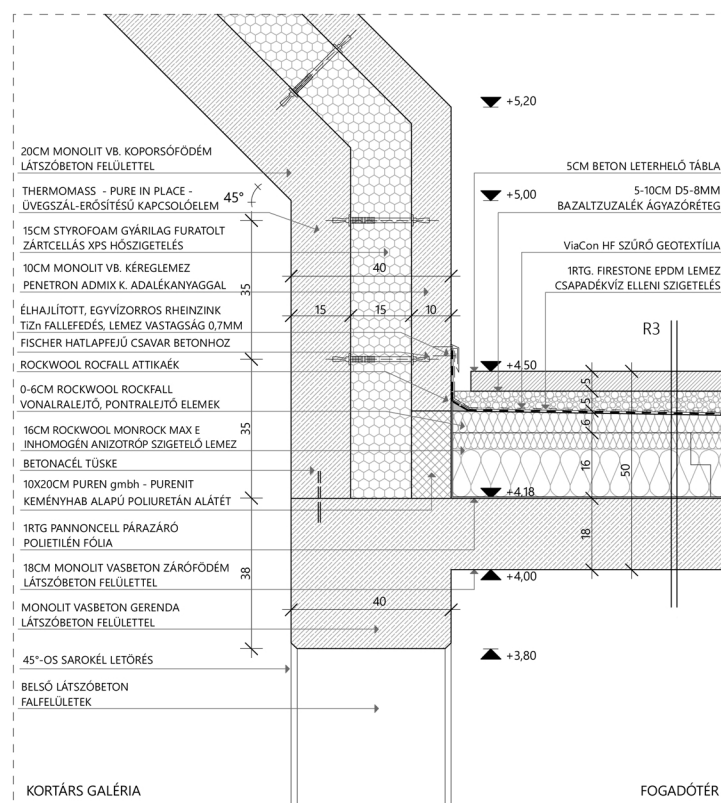 +5,20
20CM MONOLIT VB. KOPORSÓFÖDÉM
LÁTSZÓBETON FELÜLETTEL
5CM BETON LETERHELŐ TÁBLA
THERMOMASS - PURE IN PLACE -
ÜVEGSZÁL-ERŐSÍTÉSŰ KAPCSOLÓELEM
45°
+5,00
5-10CM D5-8MM
BAZALTZUZALÉK ÁGYAZÓRÉTEG
15CM STYROFOAM GYÁRILAG FURATOLT
ZÁRTCELLÁS XPS HŐSZIGETELÉS
ViaCon HF SZŰRŐ GEOTEXTÍLIA
10CM MONOLIT VB. KÉREGLEMEZ
PENETRON ADMIX K. ADALÉKANYAGGAL
40
1RTG. FIRESTONE EPDM LEMEZ
CSAPADÉKVÍZ ELLENI SZIGETELÉS
35
ÉLHAJLÍTOTT, EGYVÍZORROS RHEINZINK
TiZn FALLEFEDÉS, LEMEZ VASTAGSÁG 0,7MM
15
15
10
R3
FISCHER HATLAPFEJŰ CSAVAR BETONHOZ
ROCKWOOL ROCFALL ATTIKAÉK
+4.50
5
0-6CM ROCKWOOL ROCKFALL
VONALRALEJTŐ, PONTRALEJTŐ ELEMEK
5
6
35
16CM ROCKWOOL MONROCK MAX E
INHOMOGÉN ANIZOTRÓP SZIGETELŐ LEMEZ
BETONACÉL TÜSKE
16
50
10X20CM PUREN gmbh - PURENIT
KEMÉNYHAB ALAPÚ POLIURETÁN ALÁTÉT
+4.18
1RTG PANNONCELL PÁRAZÁRÓ
POLIETILÉN FÓLIA
18
18CM MONOLIT VASBETON ZÁRÓFÖDÉM
LÁTSZÓBETON FELÜLETTEL
38
+4,00
MONOLIT VASBETON GERENDA
LÁTSZÓBETON FELÜLETTEL
40
45°-OS SAROKÉL LETÖRÉS
+3,80
BELSŐ LÁTSZÓBETON
FALFELÜLETEK
KORTÁRS GALÉRIA
FOGADÓTÉR